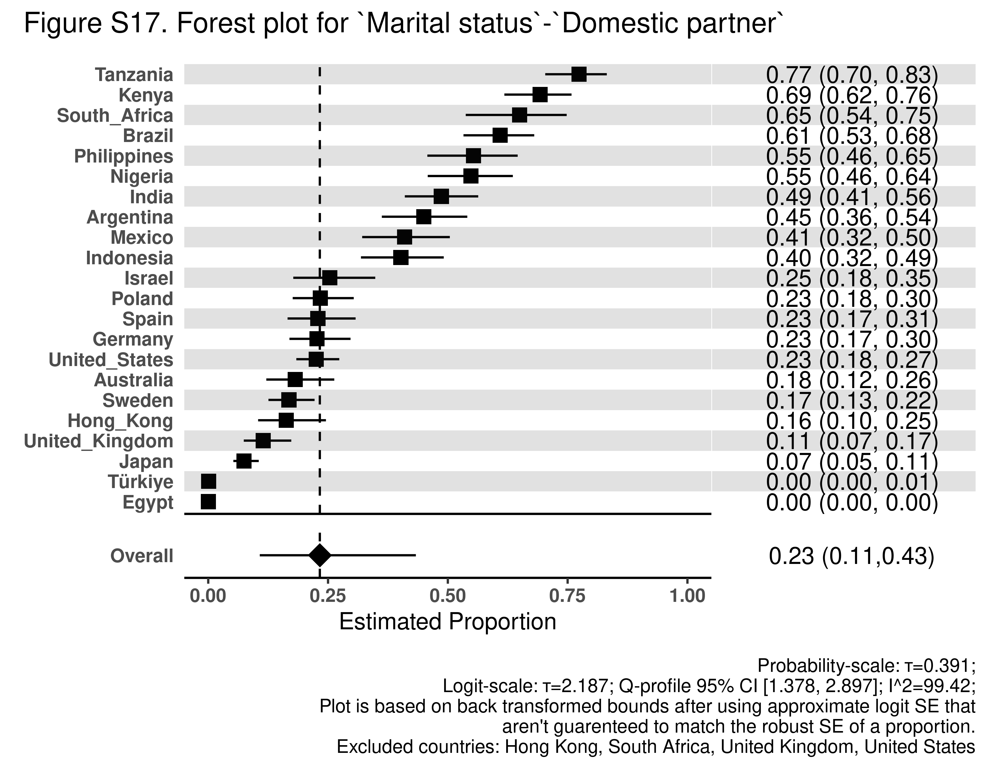 Figure S17. Forest plot for `Marital status`-`Domestic partner`
Tanzania 0.77 (0.70, 0.83)
Kenya 0.69 (0.62, 0.76)
South_Africa 0.65 (0.54, 0.75)
Brazil 0.61 (0.53, 0.68)
Philippines 0.55 (0.46, 0.65)
Nigeria 0.55 (0.46, 0.64)
India 0.49 (0.41, 0.56)
Argentina 0.45 (0.36, 0.54)
Mexico 0.41 (0.32, 0.50)
Indonesia 0.40 (0.32, 0.49)
Israel 0.25 (0.18, 0.35)
Poland 0.23 (0.18, 0.30)
Spain 0.23 (0.17, 0.31)
Germany 0.23 (0.17, 0.30)
United_States 0.23 (0.18, 0.27)
Australia 0.18 (0.12, 0.26)
Sweden 0.17 (0.13, 0.22)
Hong_Kong 0.16 (0.10, 0.25)
United_Kingdom 0.11 (0.07, 0.17)
Japan 0.07 (0.05, 0.11)
Türkiye 0.00 (0.00, 0.01)
Egypt 0.00 (0.00, 0.00)
Overall 0.23 (0.11,0.43)
0.00 0.25 0.50 0.75 1.00
Estimated Proportion
Probability-scale: τ=0.391;
Logit-scale: τ=2.187; Q-profile 95% CI [1.378, 2.897]; I^2=99.42;
Plot is based on back transformed bounds after using approximate logit SE that
aren't guarenteed to match the robust SE of a proportion.
Excluded countries: Hong Kong, South Africa, United Kingdom, United States